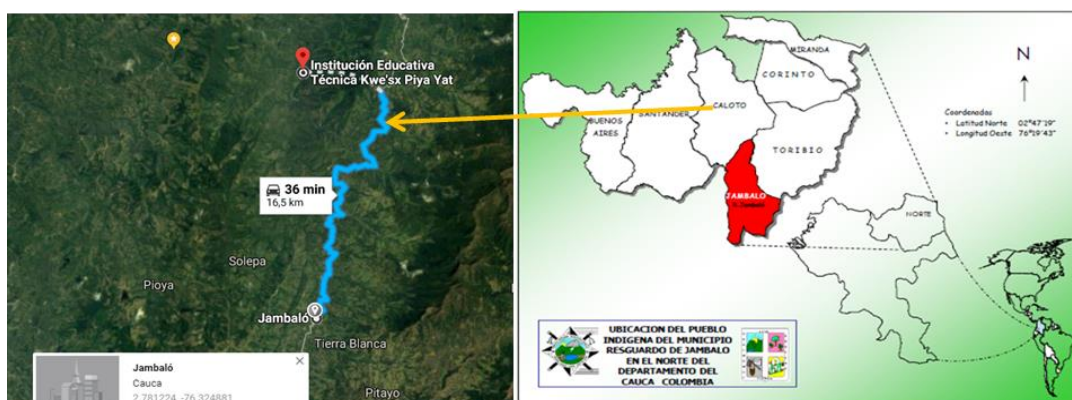 Institución Educativa
Técnica Kwe'sx Piya Yat
36 min
16,5 km
Solepa
Pioya
Jambaló
Tierra Blanca
Pitayo
Jambaló
Cauca
2.781224, -76.324881
MIRANDA
CORINTO
CALOTO
SANTANDER
BUENOS
AIRES
TORIBIO
JAMBALO
NORTE
N
Coordenadas
• Latitud Norte 02°47'19"
• Longitud Oeste 76°19'43"
UBICACION DEL PUEBLO
INDIGENA DEL MUNICIPIO
RESGUARDO DE JAMBALO
EN EL NORTE DEL
DEPARTAMENTO DEL
CAUCA COLOMBIA